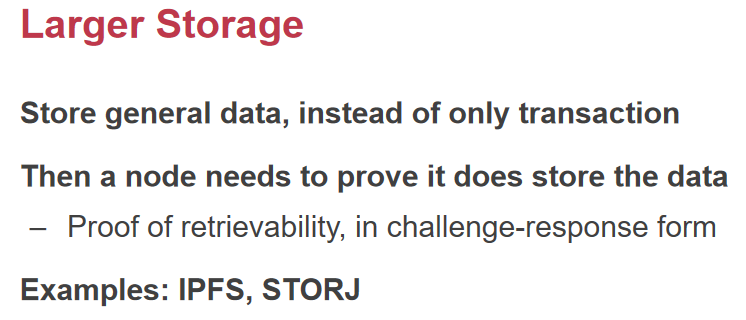 Larger Storage
Store general data, instead of only transaction
Then a node needs to prove it does store the data
– Proof of retrievability, in challenge-response form
Examples: IPFS, STORJ